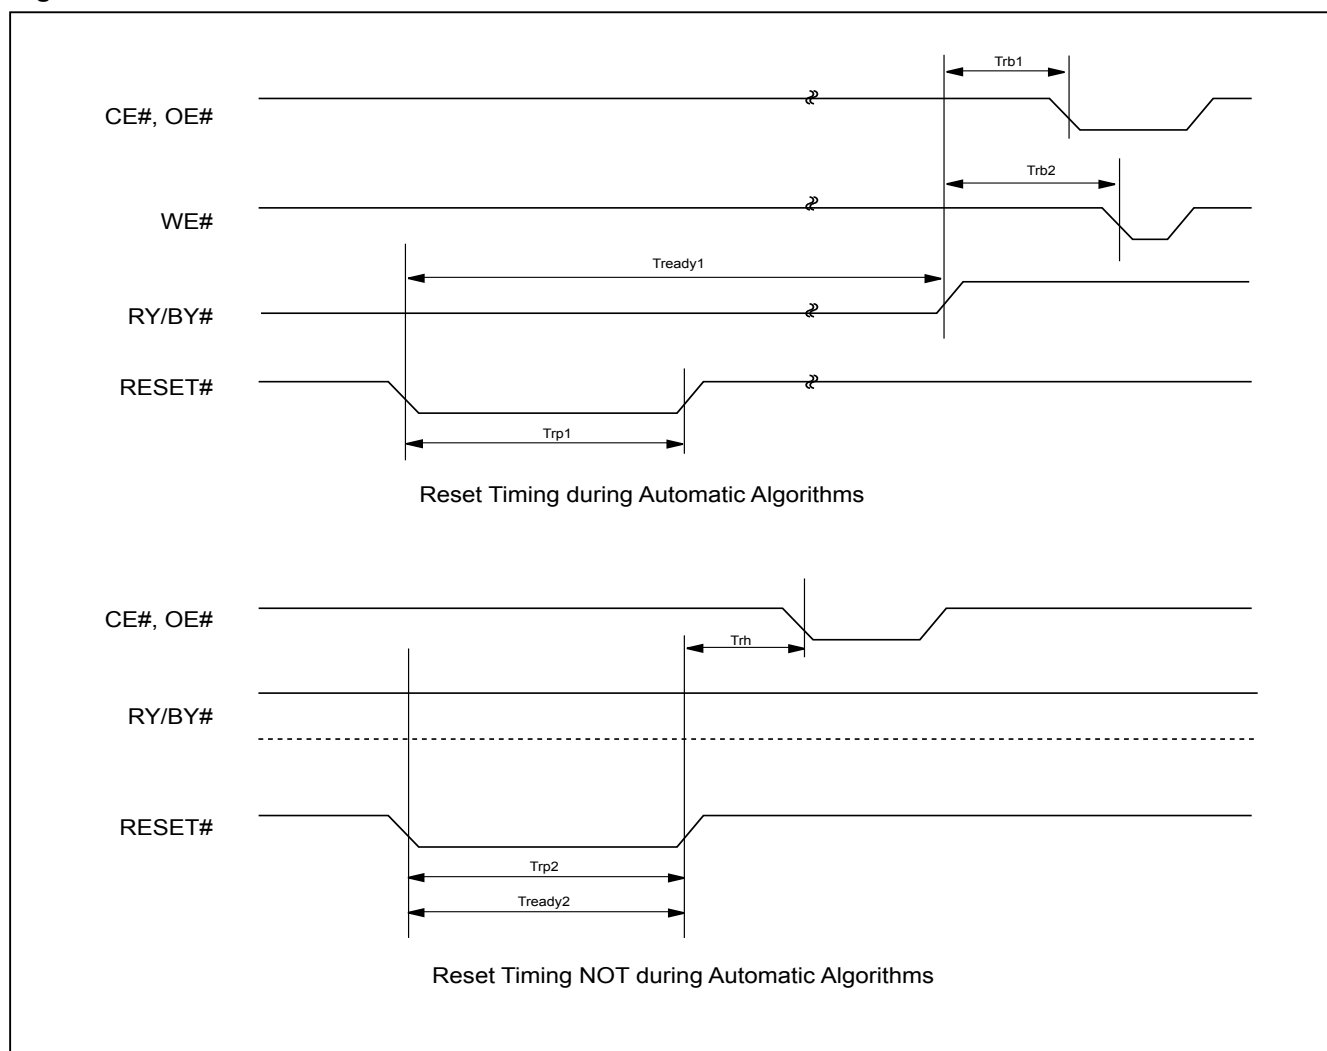 Trb1
CE#, OE#
Trb2
WE#
Tready1
RY/BY#
RESET#
Trp1
Reset Timing during Automatic Algorithms
CE#, OE#
Trh
RY/BY#
RESET#
Trp2
Tready2
Reset Timing NOT during Automatic Algorithms